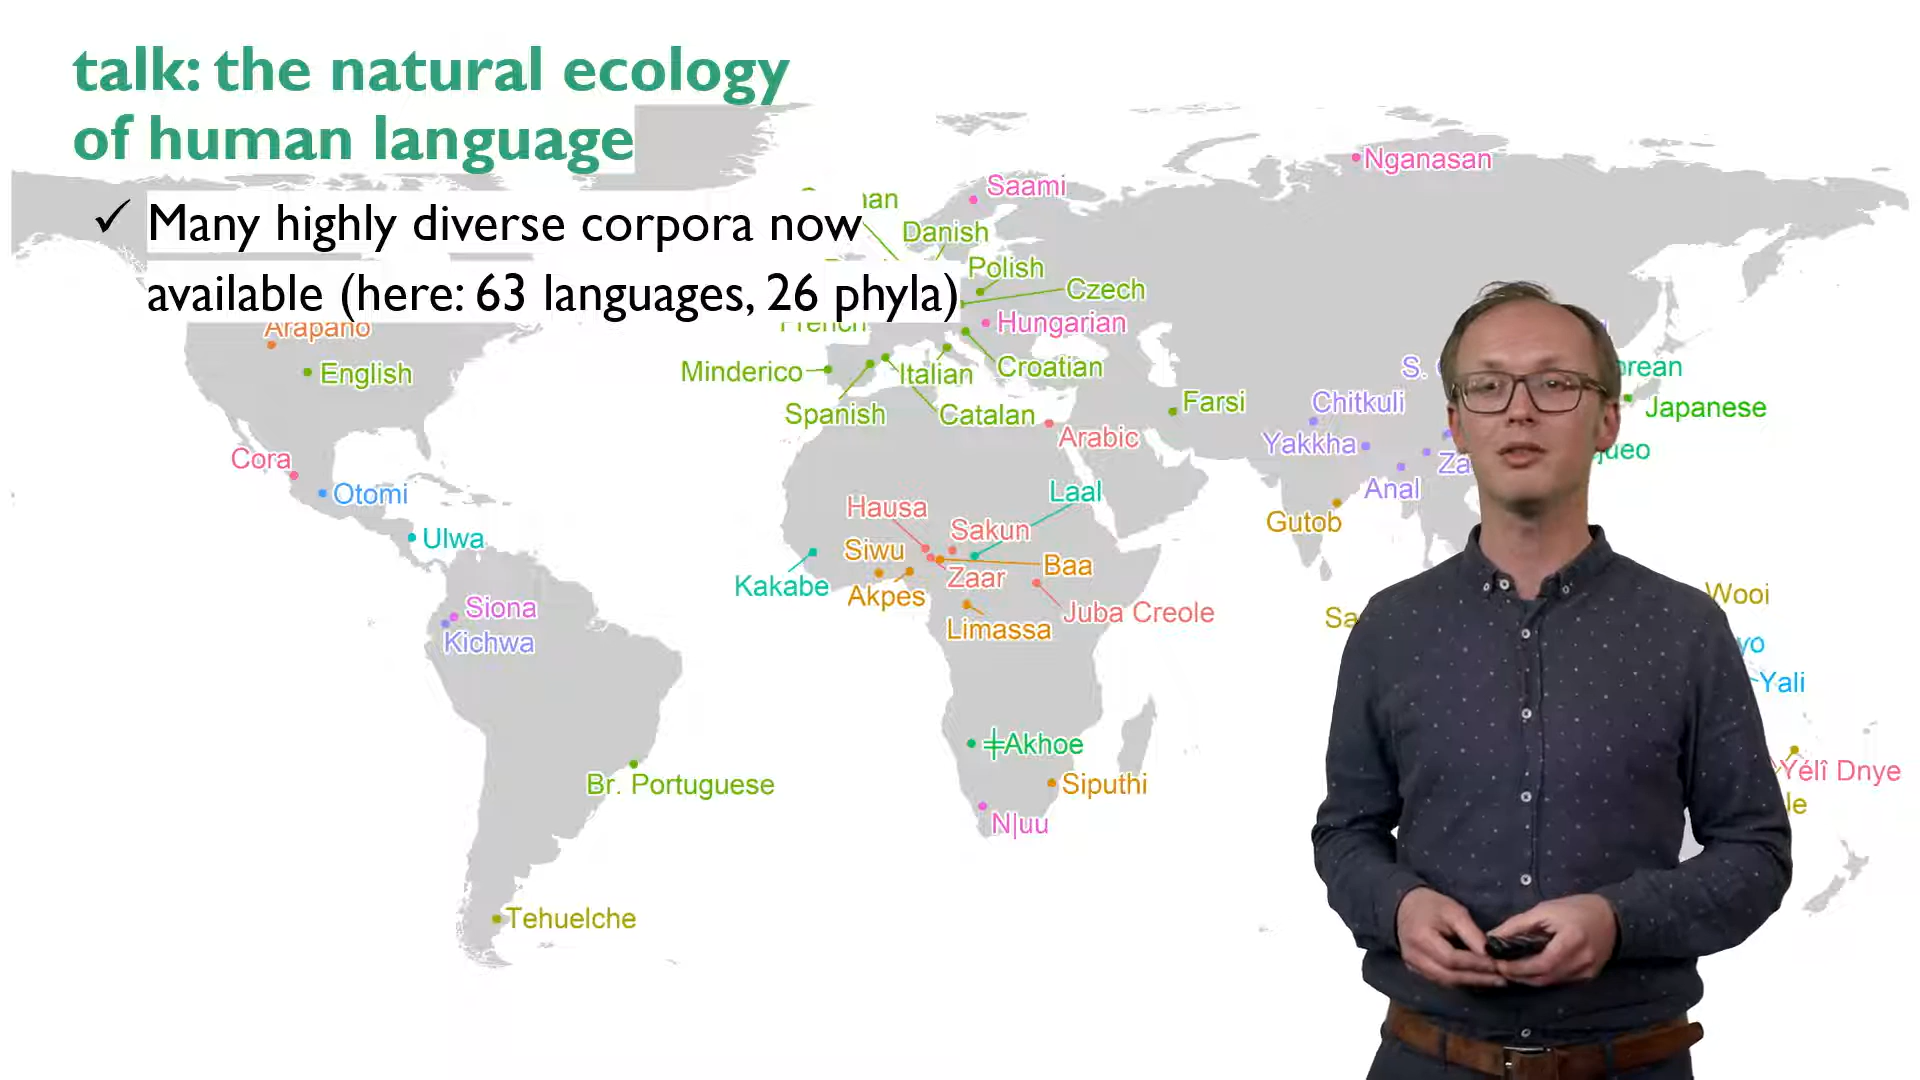 talk: the natural ecology
of human language
✓ Many highly diverse corpora now
available (here: 63 languages, 26 phyla)
Nganasan
Saami
Danish
Polish
Czech
French
Hungarian
Arapaho
English
Minderico
Italian
Croatian
Spanish
Catalan
Farsi
Arabic
Chitkuli
Yakkha
Anal
Gutob
Japanese
Cora
Otomi
Ulwa
Laal
Hausa
Sakun
Siwu
Baa
Zaar
Kakabe
Akpes
Juba Creole
Limassa
Siona
Kichwa
Wooi
Yali
ǂAkhoe
Siputhi
Yélî Dnye
Br. Portuguese
N|uu
Tehuelche